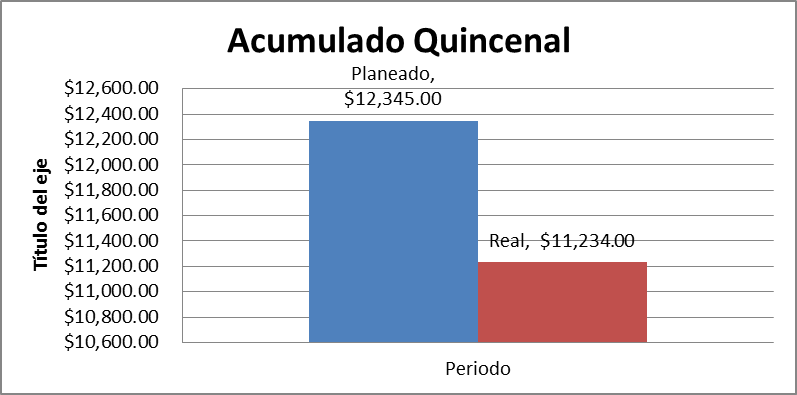 Acumulado Quincenal
Planeado,
$12,345.00
$12,600.00
$12,400.00
$12,200.00
$12,000.00
$11,800.00
$11,600.00
$11,400.00
$11,200.00
$11,000.00
$10,800.00
$10,600.00
Título del eje
Real, $11,234.00
Periodo